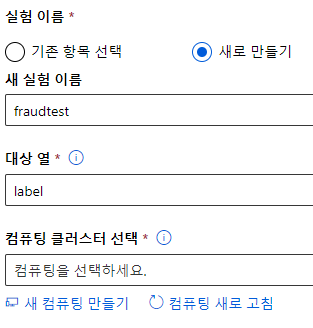 실험 이름 *
기존 항목 선택 새로 만들기
새 실험 이름
fraudtest
대상 열 *
label
컴퓨팅 클러스터 선택 *
컴퓨팅을 선택하세요.
새 컴퓨팅 만들기 컴퓨팅 새로 고침